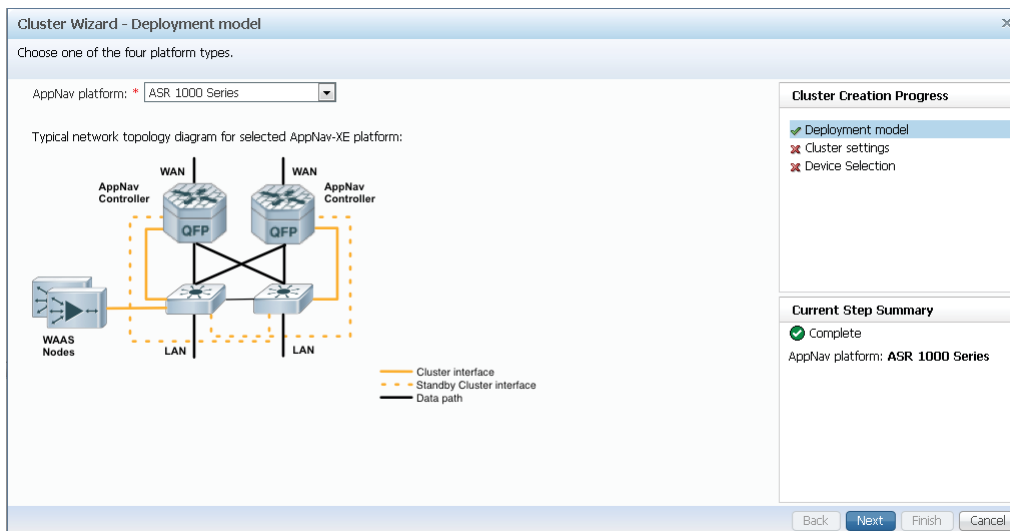 Cluster Wizard - Deployment model
Choose one of the four platform types.
AppNav platform: * ASR 1000 Series
Typical network topology diagram for selected AppNav-XE platform:
WAN
WAN
AppNav
Controller
AppNav
Controller
QFP
QFP
WAAS
Nodes
LAN
LAN
Cluster interface
Standby Cluster interface
Data path
Cluster Creation Progress
Deployment model
Cluster settings
Device Selection
Current Step Summary
Complete
AppNav platform: ASR 1000 Series
Back Next Finish Cancel